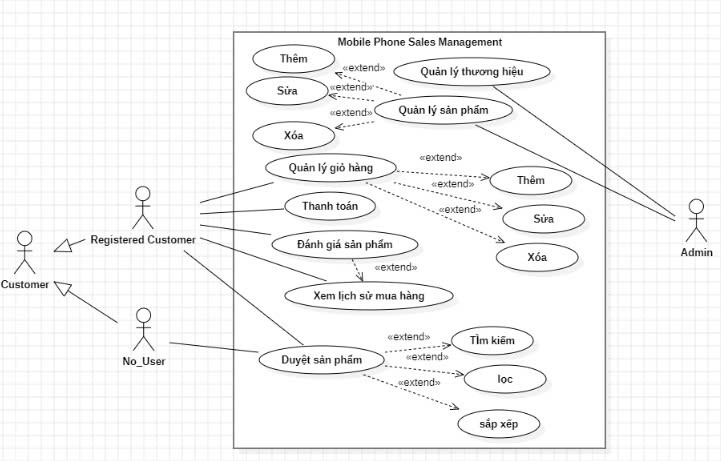 Mobile Phone Sales Management
Thêm
«extend»
Quản lý thương hiệu
Sửa
«extend»
Quản lý sản phẩm
«extend»
Xóa
Quản lý giỏ hàng
«extend»
Thêm
«extend»
Thanh toán
«extend»
Sửa
Registered Customer
Đánh giá sản phẩm
Xóa
Admin
«extend»
Customer
Xem lịch sử mua hàng
«extend»
TÌm kiếm
No_User
Duyệt sản phẩm
«extend»
lọc
«extend»
sắp xếp